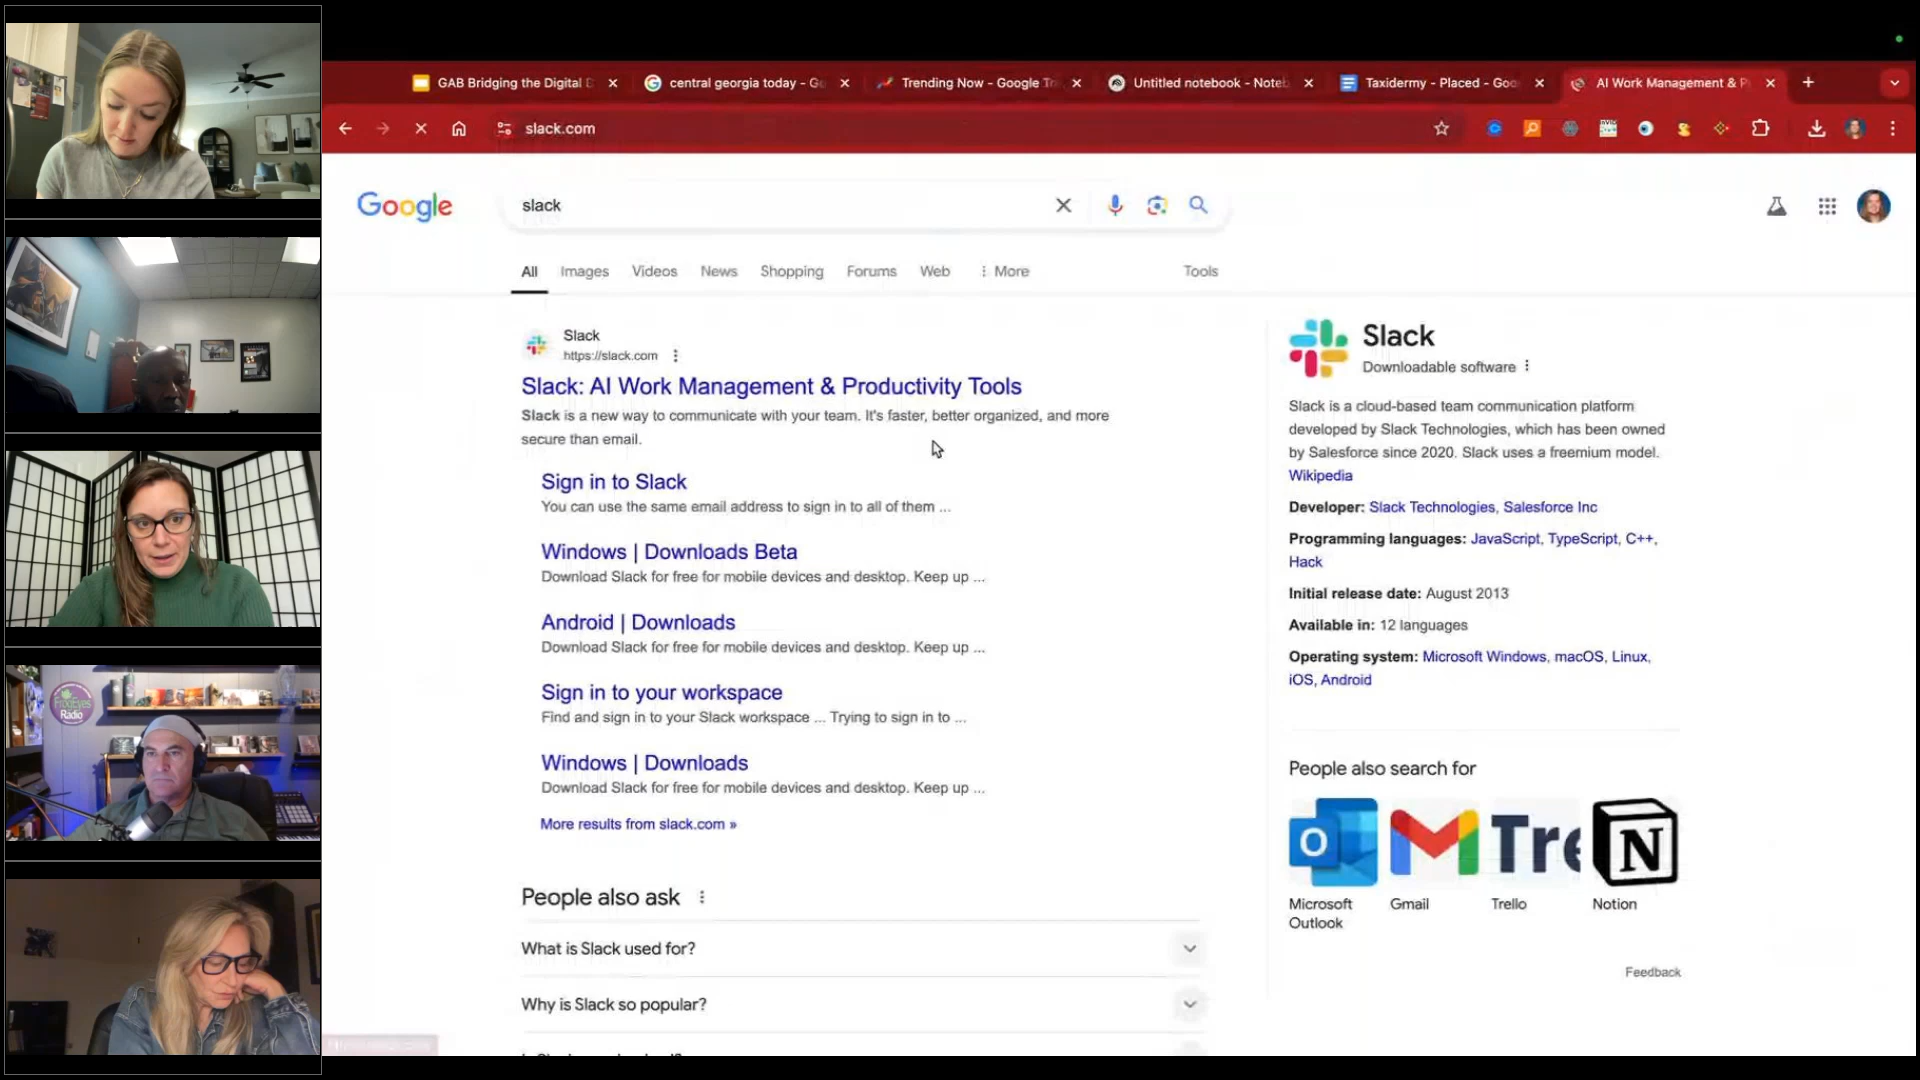 GAB Bridging the Digital
central georgia today - Go
Trending Now - Google Tr
Untitled notebook - Noteb
Taxidermy - Placed - Goo
AI Work Management & P
slack.com
Google
slack
All
Images
Videos
News
Shopping
Forums
Web
More
Tools
Slack
https://slack.com
Slack: AI Work Management & Productivity Tools
Slack is a new way to communicate with your team. It's faster, better organized, and more
secure than email.
Sign in to Slack
You can use the same email address to sign in to all of them ...
Windows | Downloads Beta
Download Slack for free for mobile devices and desktop. Keep up ...
Android | Downloads
Download Slack for free for mobile devices and desktop. Keep up ...
Sign in to your workspace
Find and sign in to your Slack workspace ... Trying to sign in to ...
Windows | Downloads
Download Slack for free for mobile devices and desktop. Keep up ...
More results from slack.com »
People also ask
What is Slack used for?
Why is Slack so popular?
Slack
Downloadable software
Slack is a cloud-based team communication platform
developed by Slack Technologies, which has been owned
by Salesforce since 2020. Slack uses a freemium model.
Wikipedia
Developer: Slack Technologies, Salesforce Inc
Programming languages: JavaScript, TypeScript, C++,
Hack
Initial release date: August 2013
Available in: 12 languages
Operating system: Microsoft Windows, macOS, Linux,
iOS, Android
People also search for
Tre
N
Microsoft
Outlook
Gmail
Trello
Notion
Feedback
FrogEyes
Radio